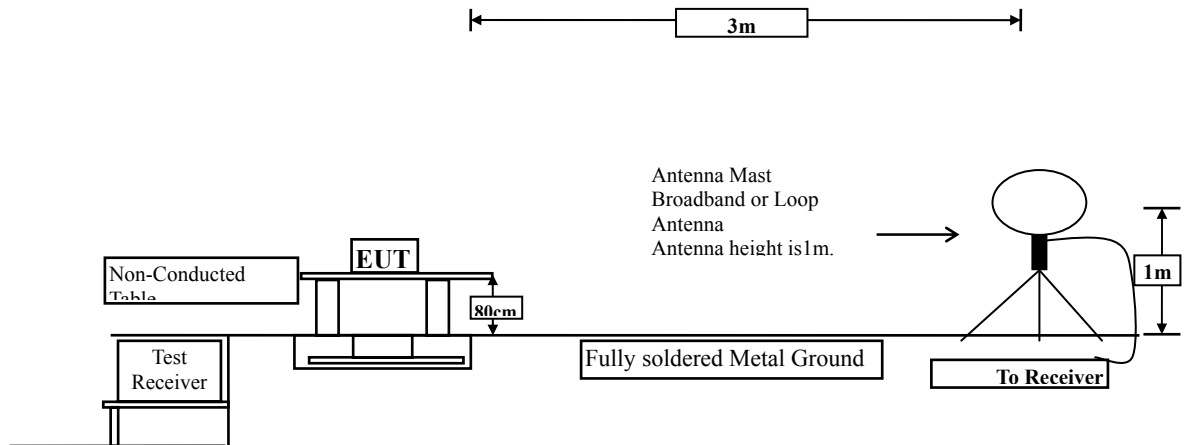 3m
Antenna Mast
Broadband or Loop
Antenna
Antenna height is1m.
EUT
Non-Conducted
Table
80cm
1m
Test
Receiver
Fully soldered Metal Ground
To Receiver